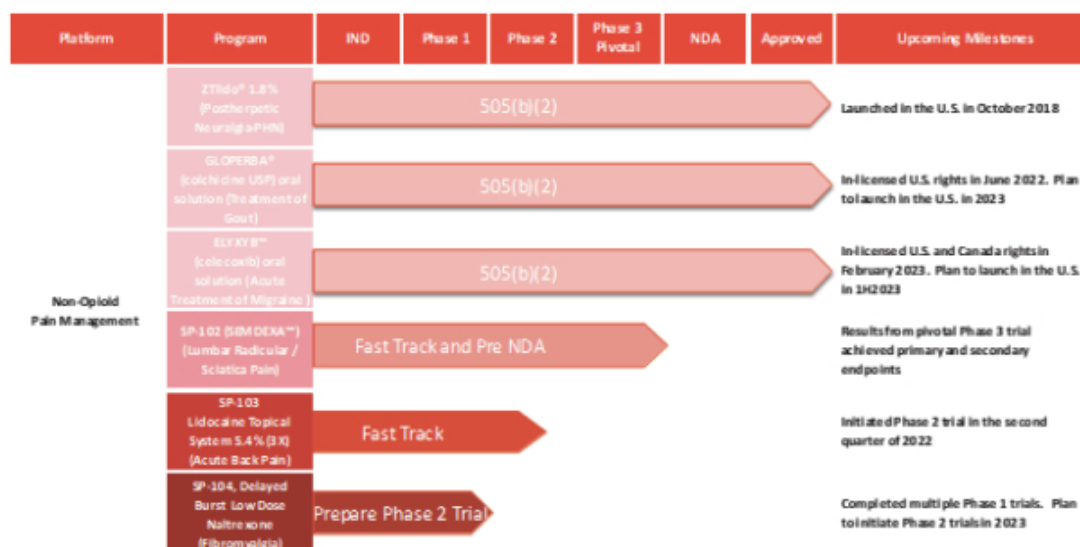 Platform Program IND Phase 1 Phase 2 Phase 3 Pivotal NDA Approved Upcoming Milestones
Non-Opioid
Pain Management
ZTlido® 1.8%
(Postherpetic
Neuralgia-PHN)
505(b)(2)
Launched in the U.S. in October 2018
GLOPERBA®
(colchicine USP) oral
solution (Treatment of
Gout)
505(b)(2)
In-licensed U.S. rights in June 2022. Plan
to launch in the U.S. in 2023
ELYXYB™
(celecoxib) oral
solution (Acute
Treatment of Migraine )
505(b)(2)
In-licensed U.S. and Canada rights in
February 2023. Plan to launch in the U.S.
in 1H2023
SP-102 (SEMDEXA™)
(Lumbar Radicular /
Sciatica Pain)
Fast Track and Pre NDA
Results from pivotal Phase 3 trial
achieved primary and secondary
endpoints
SP-103
Lidocaine Topical
System 5.4% (3X)
(Acute Back Pain)
Fast Track
Initiated Phase 2 trial in the second
quarter of 2022
SP-104, Delayed
Burst Low Dose
Naltrexone
(Fibromyalgia)
Prepare Phase 2 Trial
Completed multiple Phase 1 trials. Plan
to initiate Phase 2 trials in 2023